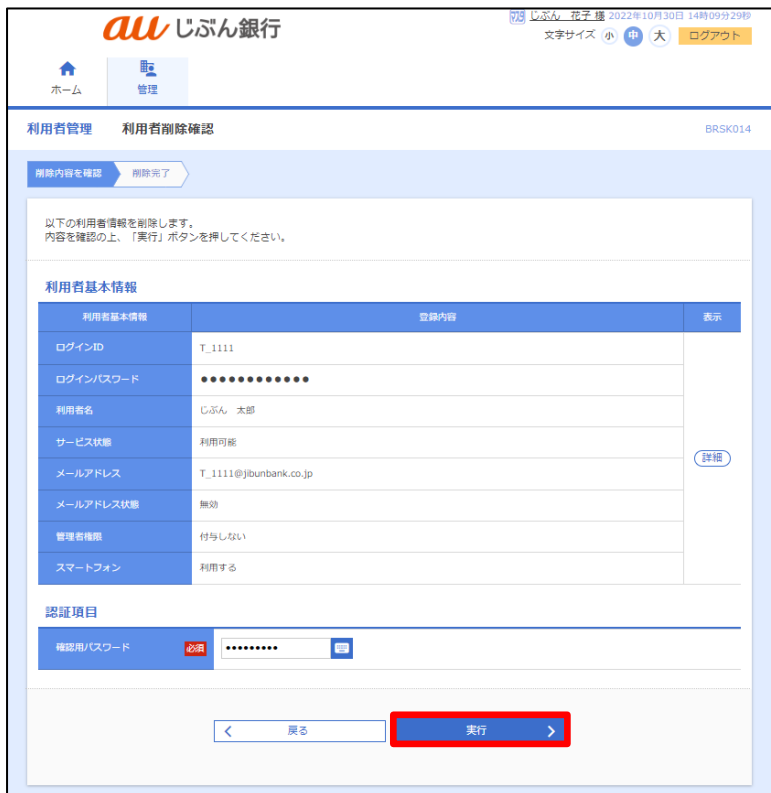 au じぶん銀行
じぶん　花子 様 2022年10月30日 14時09分29秒
文字サイズ 小 中 大 ログアウト
ホーム 管理
利用者管理 利用者削除確認 BRSK014
削除内容を確認 削除完了
以下の利用者情報を削除します。
内容を確認の上、「実行」ボタンを押してください。
利用者基本情報
利用者基本情報 登録内容 表示
ログインID T_1111
ログインパスワード ●●●●●●●●●●●●
利用者名 じぶん　太郎
サービス状態 利用可能
詳細
メールアドレス T_1111@jibunbank.co.jp
メールアドレス状態 無効
管理者権限 付与しない
スマートフォン 利用する
認証項目
確認用パスワード 必須 •••••••••
戻る 実行